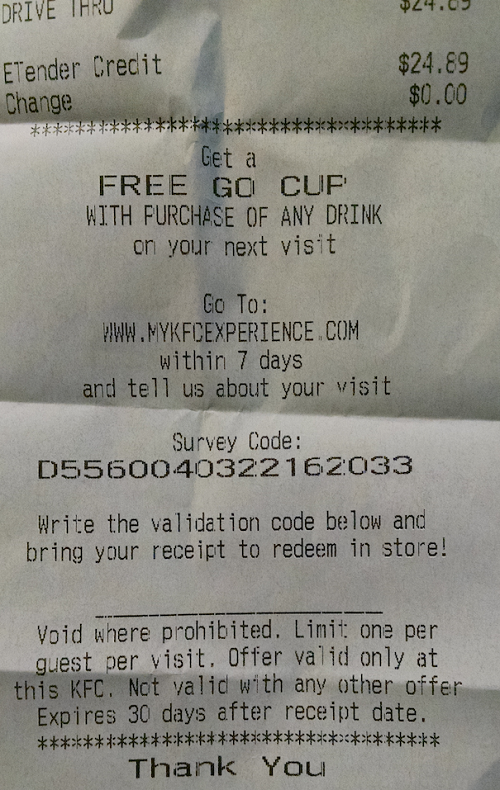 DRIVE THRU $24.89
ETender Credit $24.89
Change $0.00
****************************************
Get a
FREE GO CUP
WITH PURCHASE OF ANY DRINK
on your next visit
Go To:
WWW.MYKFCEXPERIENCE.COM
within 7 days
and tell us about your visit
Survey Code:
D5560040322162033
Write the validation code below and
bring your receipt to redeem in store!
Void where prohibited. Limit one per
guest per visit. Offer valid only at
this KFC. Not valid with any other offer
Expires 30 days after receipt date.
****************************************
Thank You